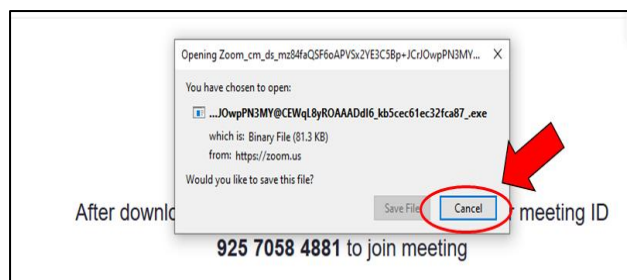 Opening Zoom_cm_ds_mz84faQSF6oAPVSx2YE3C5Bp+JCrJOwpPN3MY... X
You have chosen to open:
...JOwpPN3MY@CEWqL8yROAAADdI6_kb5cec61ec32fca87_.exe
which is: Binary File (81.3 KB)
from: https://zoom.us
Would you like to save this file?
Save File Cancel
After meeting ID
925 7058 4881 to join meeting